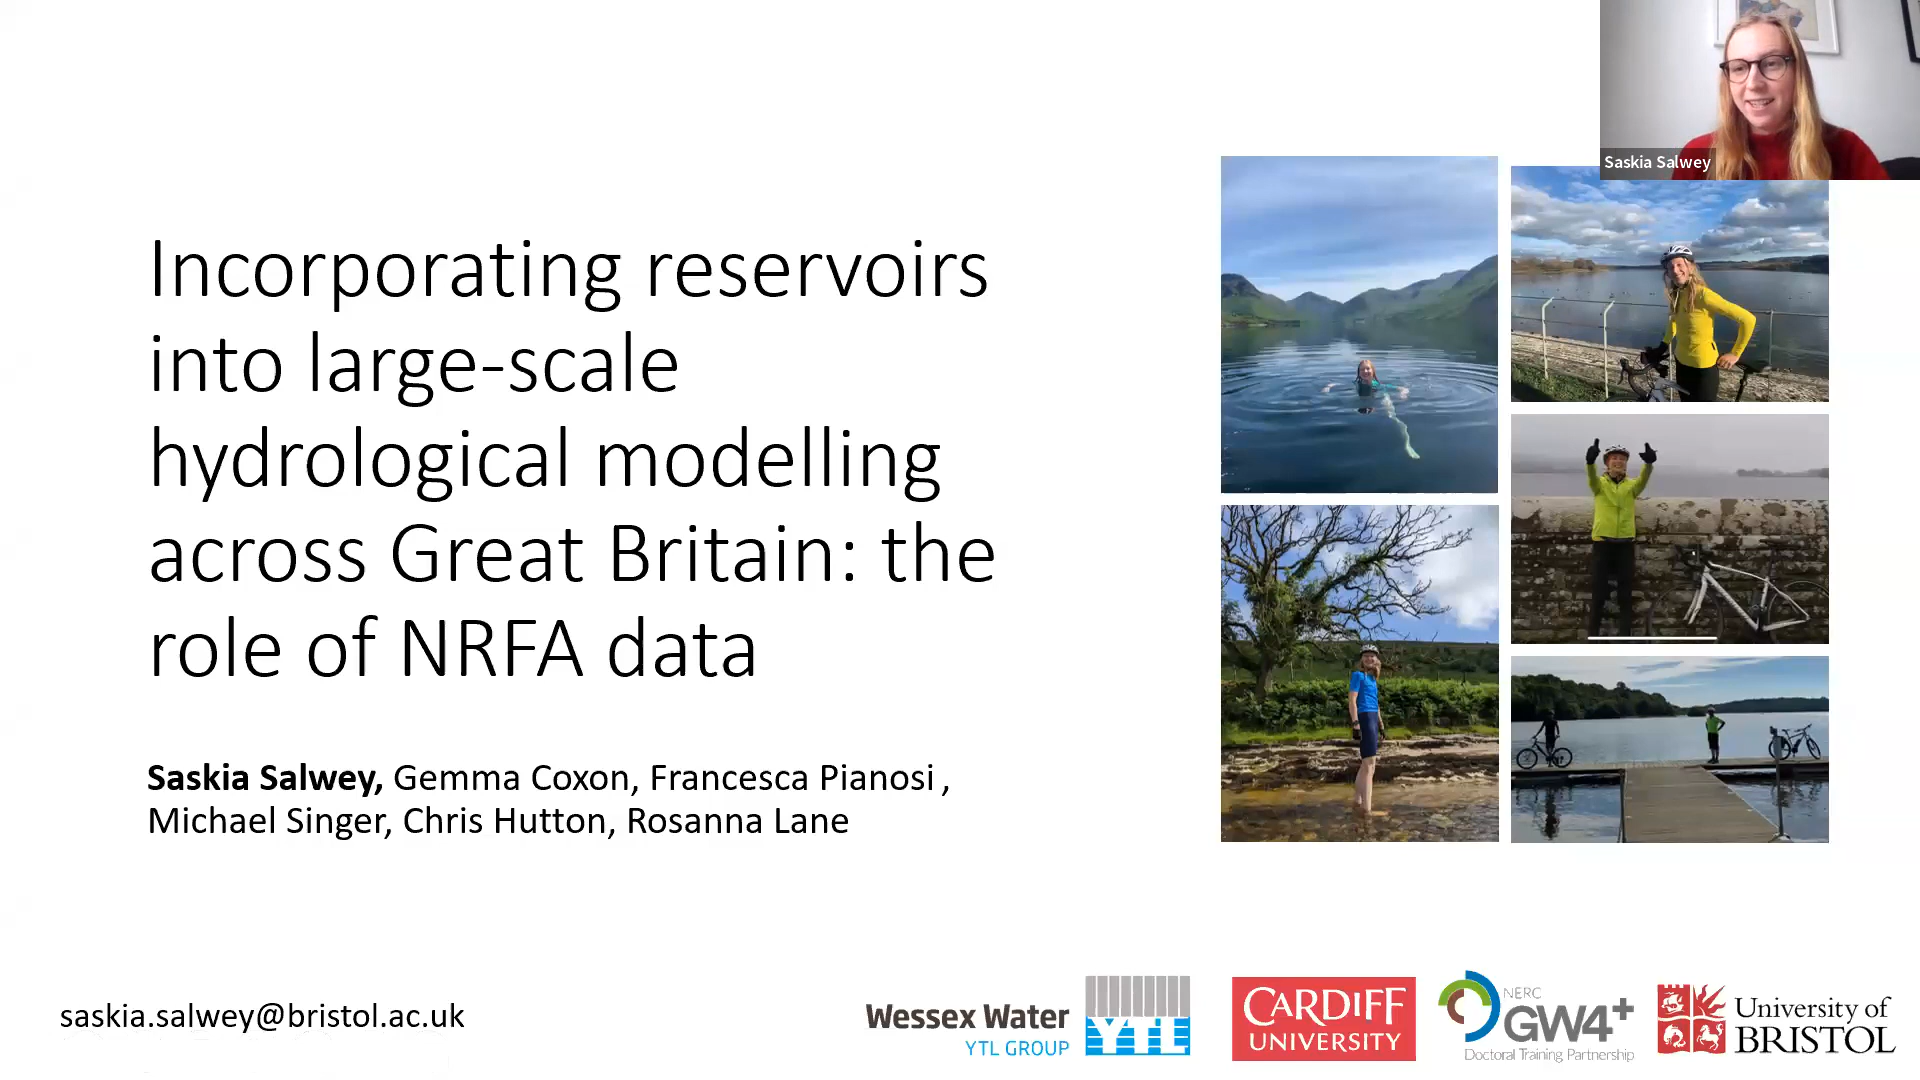 Saskia Salwey
Incorporating reservoirs
into large-scale
hydrological modelling
across Great Britain: the
role of NRFA data
Saskia Salwey, Gemma Coxon, Francesca Pianosi ,
Michael Singer, Chris Hutton, Rosanna Lane
saskia.salwey@bristol.ac.uk
Wessex Water
YTL GROUP
YTL
CARDIFF
UNIVERSITY
NERC
GW4+
Doctoral Training Partnership
University of
BRISTOL